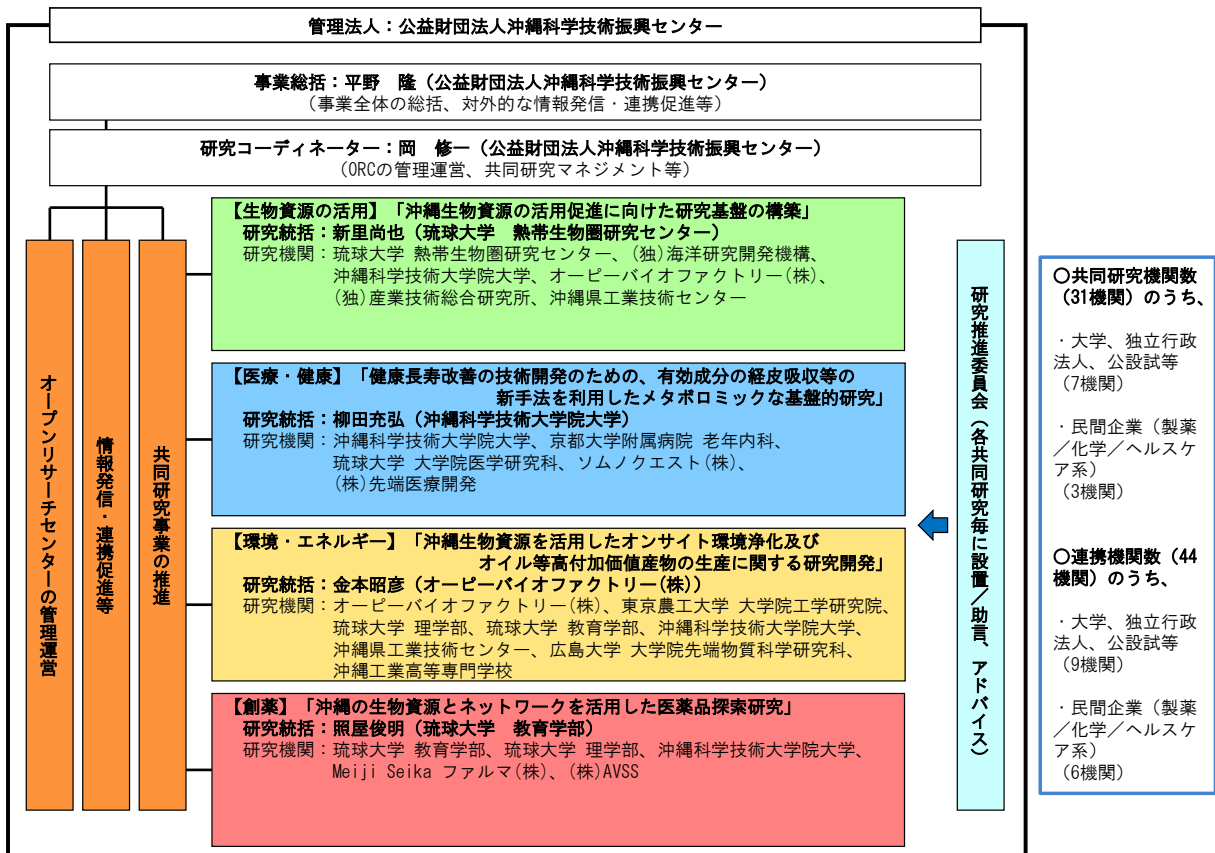 管理法人：公益財団法人沖縄科学技術振興センター
事業総括：平野　隆（公益財団法人沖縄科学技術振興センター）
（事業全体の総括、対外的な情報発信・連携促進等）
研究コーディネーター：岡　修一（公益財団法人沖縄科学技術振興センター）
（ORCの管理運営、共同研究マネジメント等）
オープンリサーチセンターの管理運営
情報発信・連携促進等
共同研究事業の推進
【生物資源の活用】「沖縄生物資源の活用促進に向けた研究基盤の構築」
研究統括：新里尚也（琉球大学　熱帯生物圏研究センター）
研究機関：琉球大学 熱帯生物圏研究センター、(独)海洋研究開発機構、
沖縄科学技術大学院大学、オーピーバイオファクトリー(株)、
(独)産業技術総合研究所、沖縄県工業技術センター
【医療・健康】「健康長寿改善の技術開発のための、有効成分の経皮吸収等の
新手法を利用したメタボロミックな基盤的研究」
研究統括：柳田充弘（沖縄科学技術大学院大学）
研究機関：沖縄科学技術大学院大学、京都大学附属病院 老年内科、
琉球大学 大学院医学研究科、ソムノクエスト(株)、
(株)先端医療開発
【環境・エネルギー】「沖縄生物資源を活用したオンサイト環境浄化及び
オイル等高付加価値産物の生産に関する研究開発」
研究統括：金本昭彦（オーピーバイオファクトリー(株)）
研究機関：オーピーバイオファクトリー(株)、東京農工大学 大学院工学研究院、
琉球大学 理学部、琉球大学 教育学部、沖縄科学技術大学院大学、
沖縄県工業技術センター、広島大学 大学院先端物質科学研究科、
沖縄工業高等専門学校
【創薬】「沖縄の生物資源とネットワークを活用した医薬品探索研究」
研究統括：照屋俊明（琉球大学　教育学部）
研究機関：琉球大学 教育学部、琉球大学 理学部、沖縄科学技術大学院大学、
Meiji Seika ファルマ(株)、(株)AVSS
研究推進委員会（各共同研究毎に設置／助言、アドバイス）
○共同研究機関数
（31機関）のうち、
・大学、独立行政
法人、公設試等
（7機関）
・民間企業（製薬
／化学／ヘルスケ
ア系）
（3機関）
○連携機関数（44
機関）のうち、
・大学、独立行政
法人、公設試等
（9機関）
・民間企業（製薬
／化学／ヘルスケ
ア系）
（6機関）